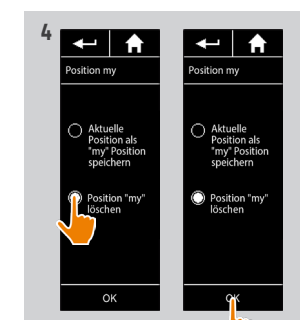 4
Position my
Aktuelle
Position als
"my" Position
speichern
Position "my"
löschen
OK
Position my
Aktuelle
Position als
"my" Position
speichern
Position "my"
löschen
OK